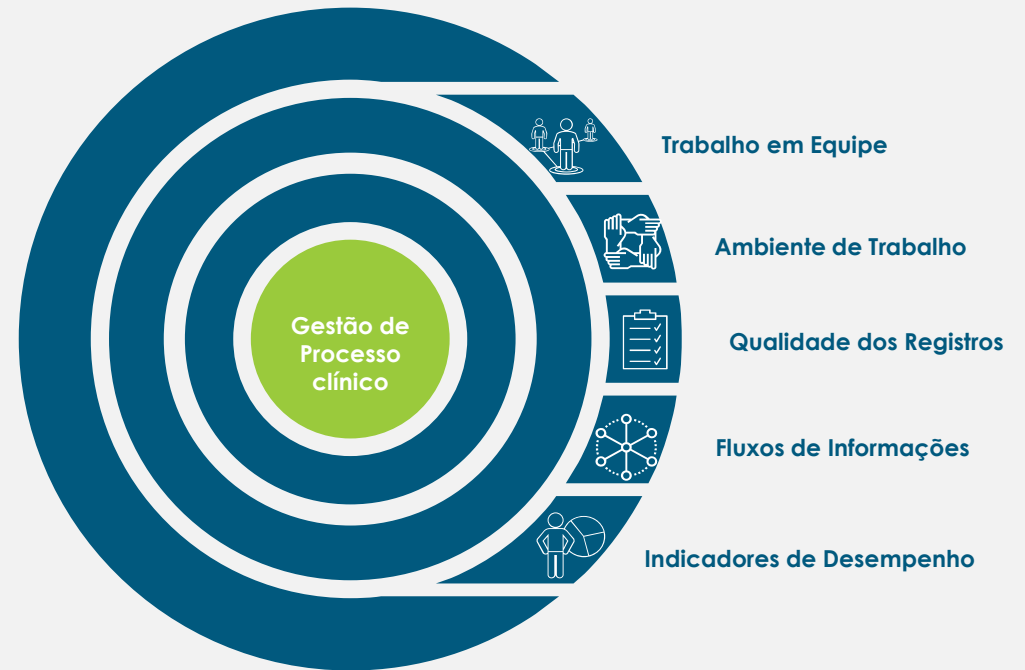 Trabalho em Equipe
Ambiente de Trabalho
Gestão de
Processo
clínico
Qualidade dos Registros
Fluxos de Informações
Indicadores de Desempenho